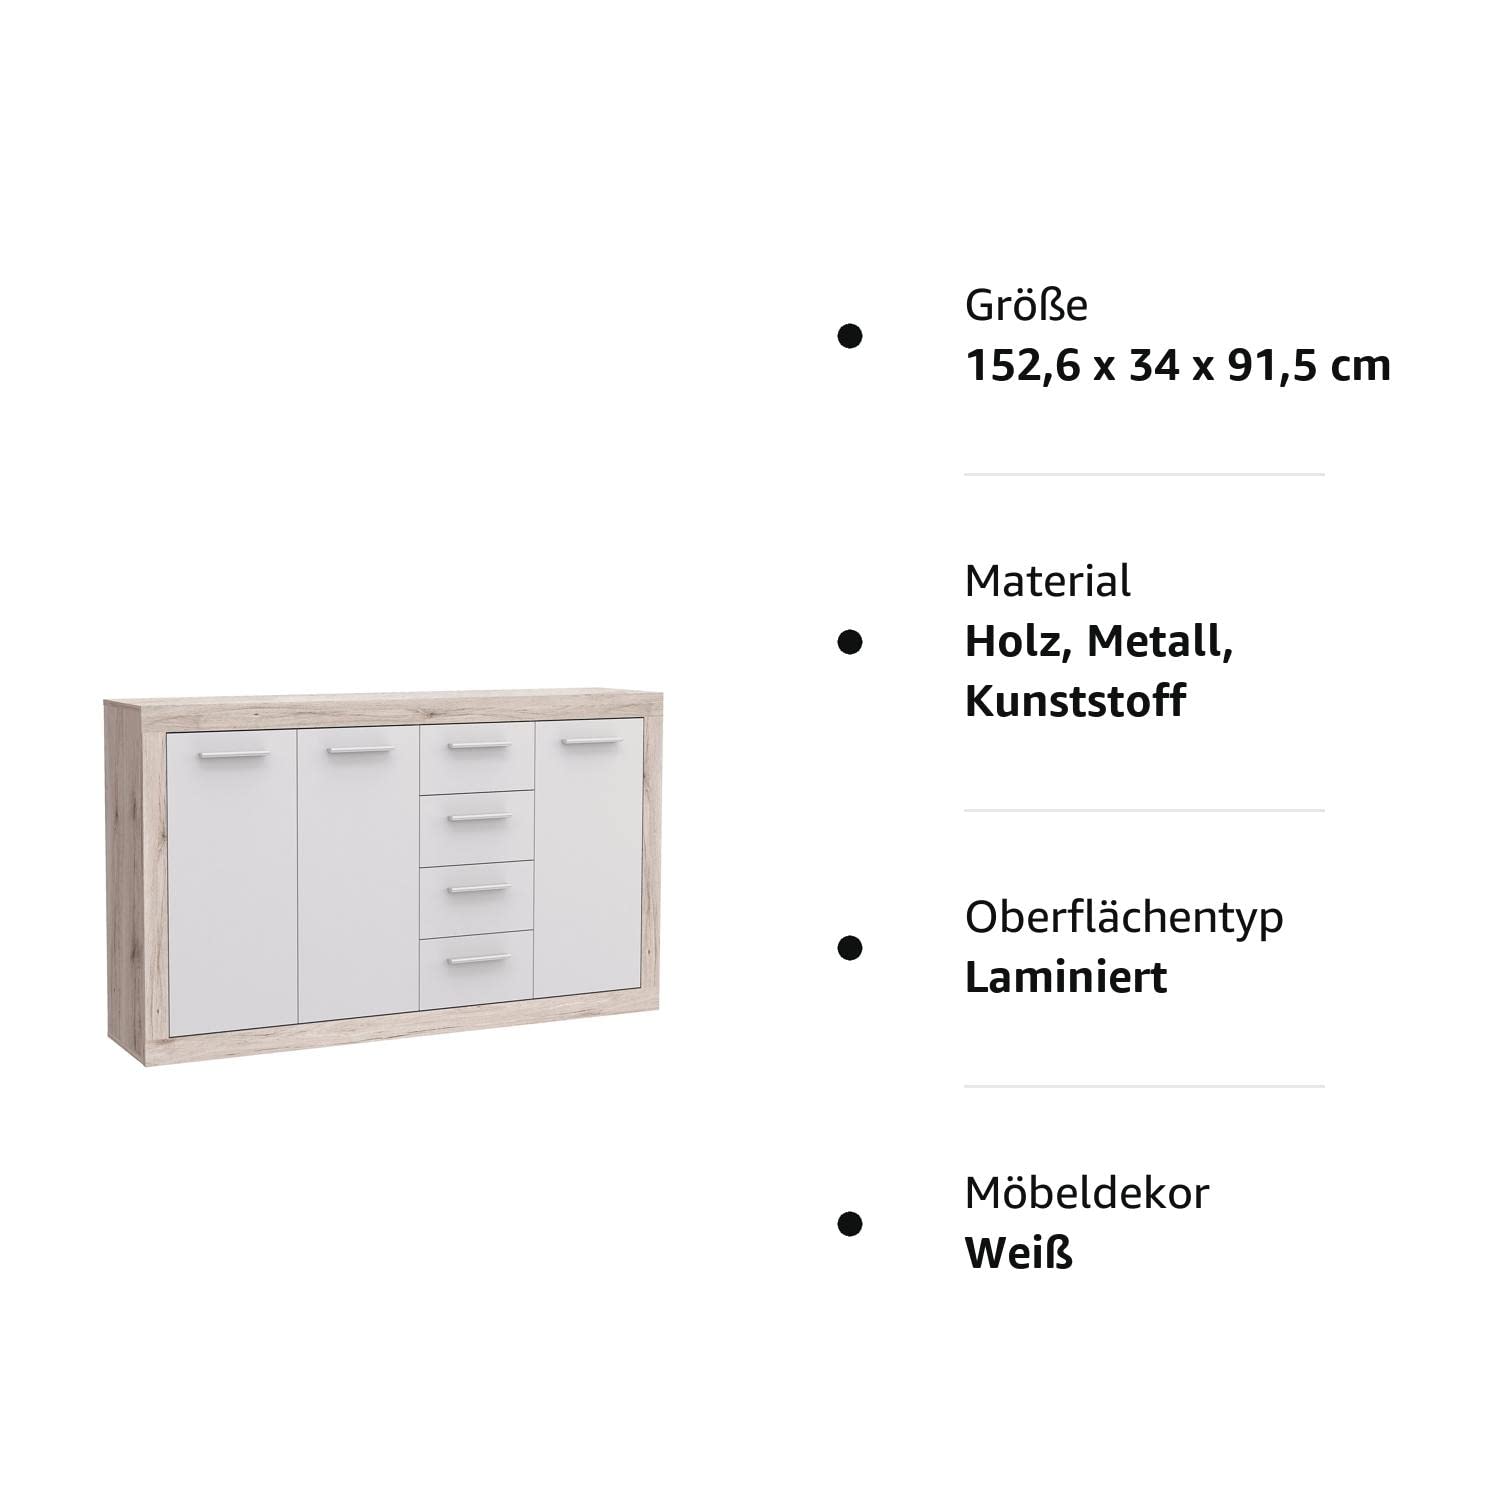 Größe
152,6 x 34 x 91,5 cm
Material
Holz, Metall,
Kunststoff
Oberflächentyp
Laminiert
Möbeldekor
Weiß